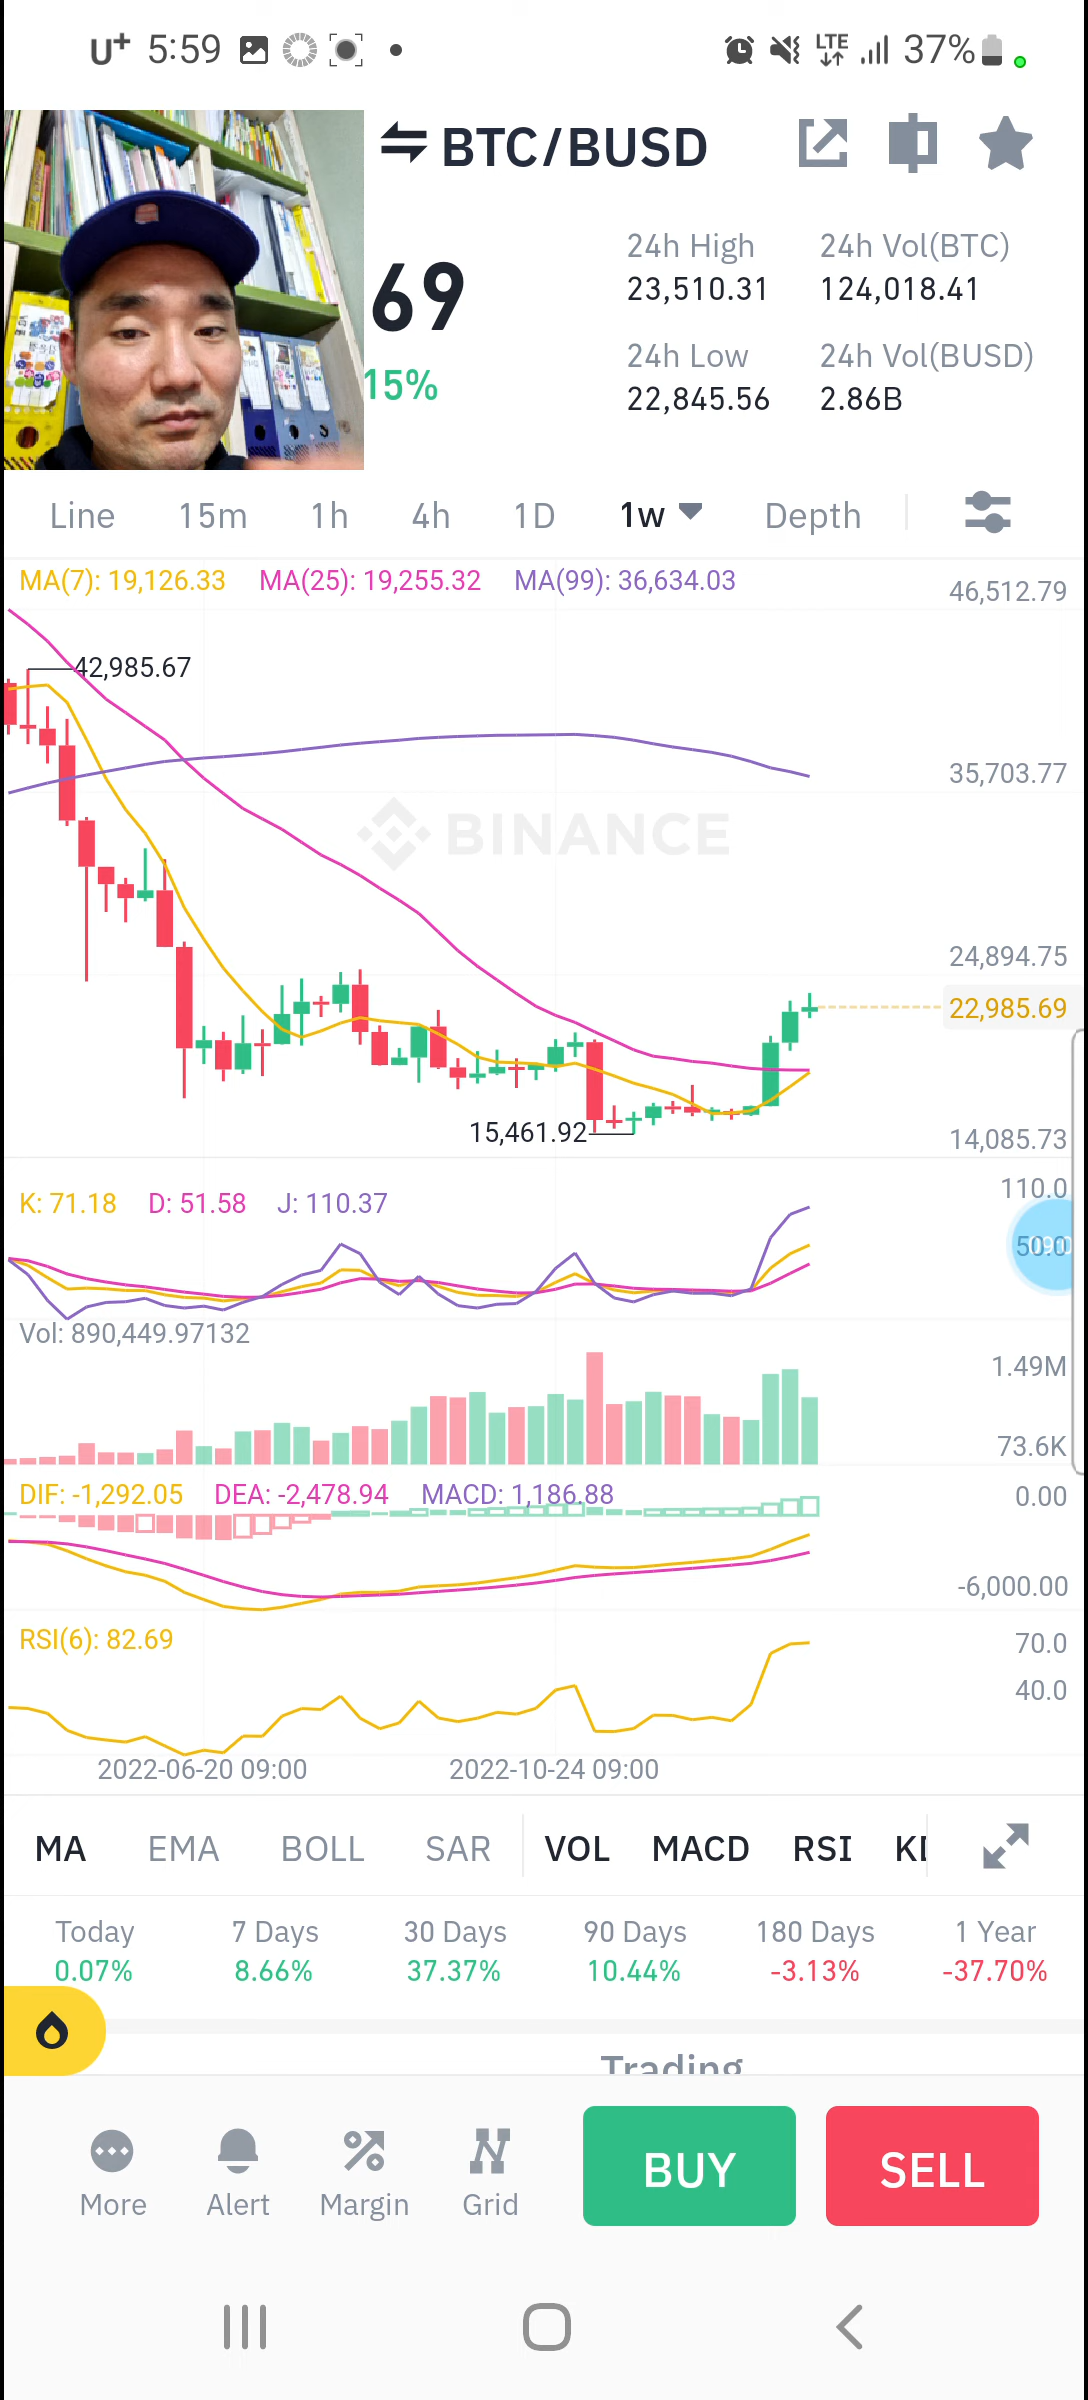 U+ 5:59 LTE 37%
BTC/BUSD
69
15%
24h High 24h Vol(BTC)
23,510.31 124,018.41
24h Low 24h Vol(BUSD)
22,845.56 2.86B
Line 15m 1h 4h 1D 1w Depth
MA(7): 19,126.33 MA(25): 19,255.32 MA(99): 36,634.03
46,512.79
42,985.67
35,703.77
BINANCE
24,894.75
22,985.69
15,461.92
14,085.73
K: 71.18 D: 51.58 J: 110.37
110.0
50.0
Vol: 890,449.97132
1.49M
73.6K
DIF: -1,292.05 DEA: -2,478.94 MACD: 1,186.88
0.00
-6,000.00
RSI(6): 82.69
70.0
40.0
2022-06-20 09:00 2022-10-24 09:00
MA EMA BOLL SAR VOL MACD RSI
Today 7 Days 30 Days 90 Days 180 Days 1 Year
0.07% 8.66% 37.37% 10.44% -3.13% -37.70%
Trading
More Alert Margin Grid BUY SELL